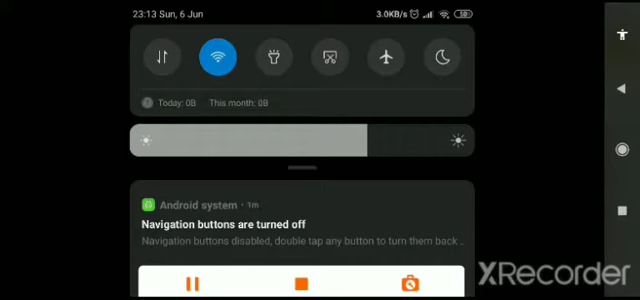 23:13 Sun, 6 Jun
3.0KB/s
58
Today: 0B
This month: 0B
Android system • 1m
Navigation buttons are turned off
Navigation buttons disabled, double tap any button to turn them back ..
XRecorder